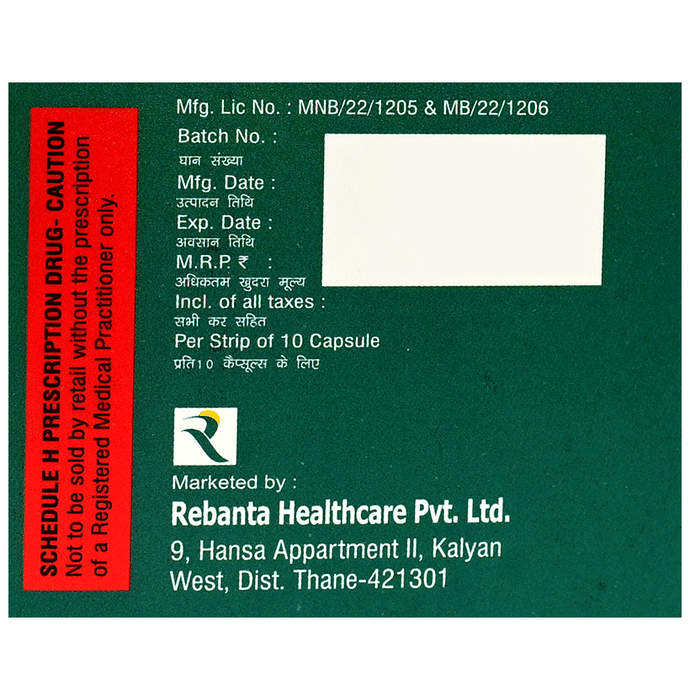 SCHEDULE H PRESCRIPTION DRUG- CAUTION
Not to be sold by retail without the prescription
of a Registered Medical Practitioner only.
Mfg. Lic No. : MNB/22/1205 & MB/22/1206
Batch No. :
घान संख्या
Mfg. Date :
उत्पादन तिथि
Exp. Date :
अवसान तिथि
M.R.P. ₹ :
अधिकतम खुदरा मूल्य
Incl. of all taxes :
सभी कर सहित
Per Strip of 10 Capsule
प्रति 10 कैप्सूल्स के लिए
R
Marketed by :
Rebanta Healthcare Pvt. Ltd.
9, Hansa Appartment II, Kalyan
West, Dist. Thane-421301